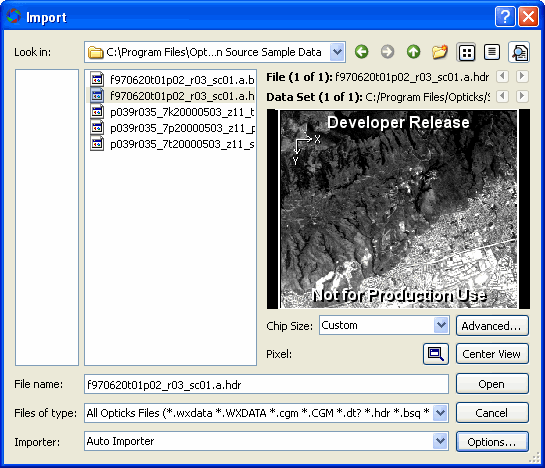 Import
Look in: C:\Program Files\Opt...n Source Sample Data
f970620t01p02_r03_sc01.a.b
f970620t01p02_r03_sc01.a.h
p039r035_7k20000503_z11_t
p039r035_7p20000503_z11_p
p039r035_7t20000503_z11_s
File (1 of 1): f970620t01p02_r03_sc01.a.hdr
Data Set (1 of 1): C:/Program Files/Opticks/S
Developer Release
X
Y
Not for Production Use
Chip Size: Custom Advanced...
Pixel: Center View
File name: f970620t01p02_r03_sc01.a.hdr Open
Files of type: All Opticks Files (*.wxdata *.WXDATA *.cgm *.CGM *.dt? *.hdr *.bsq * Cancel
Importer: Auto Importer Options...